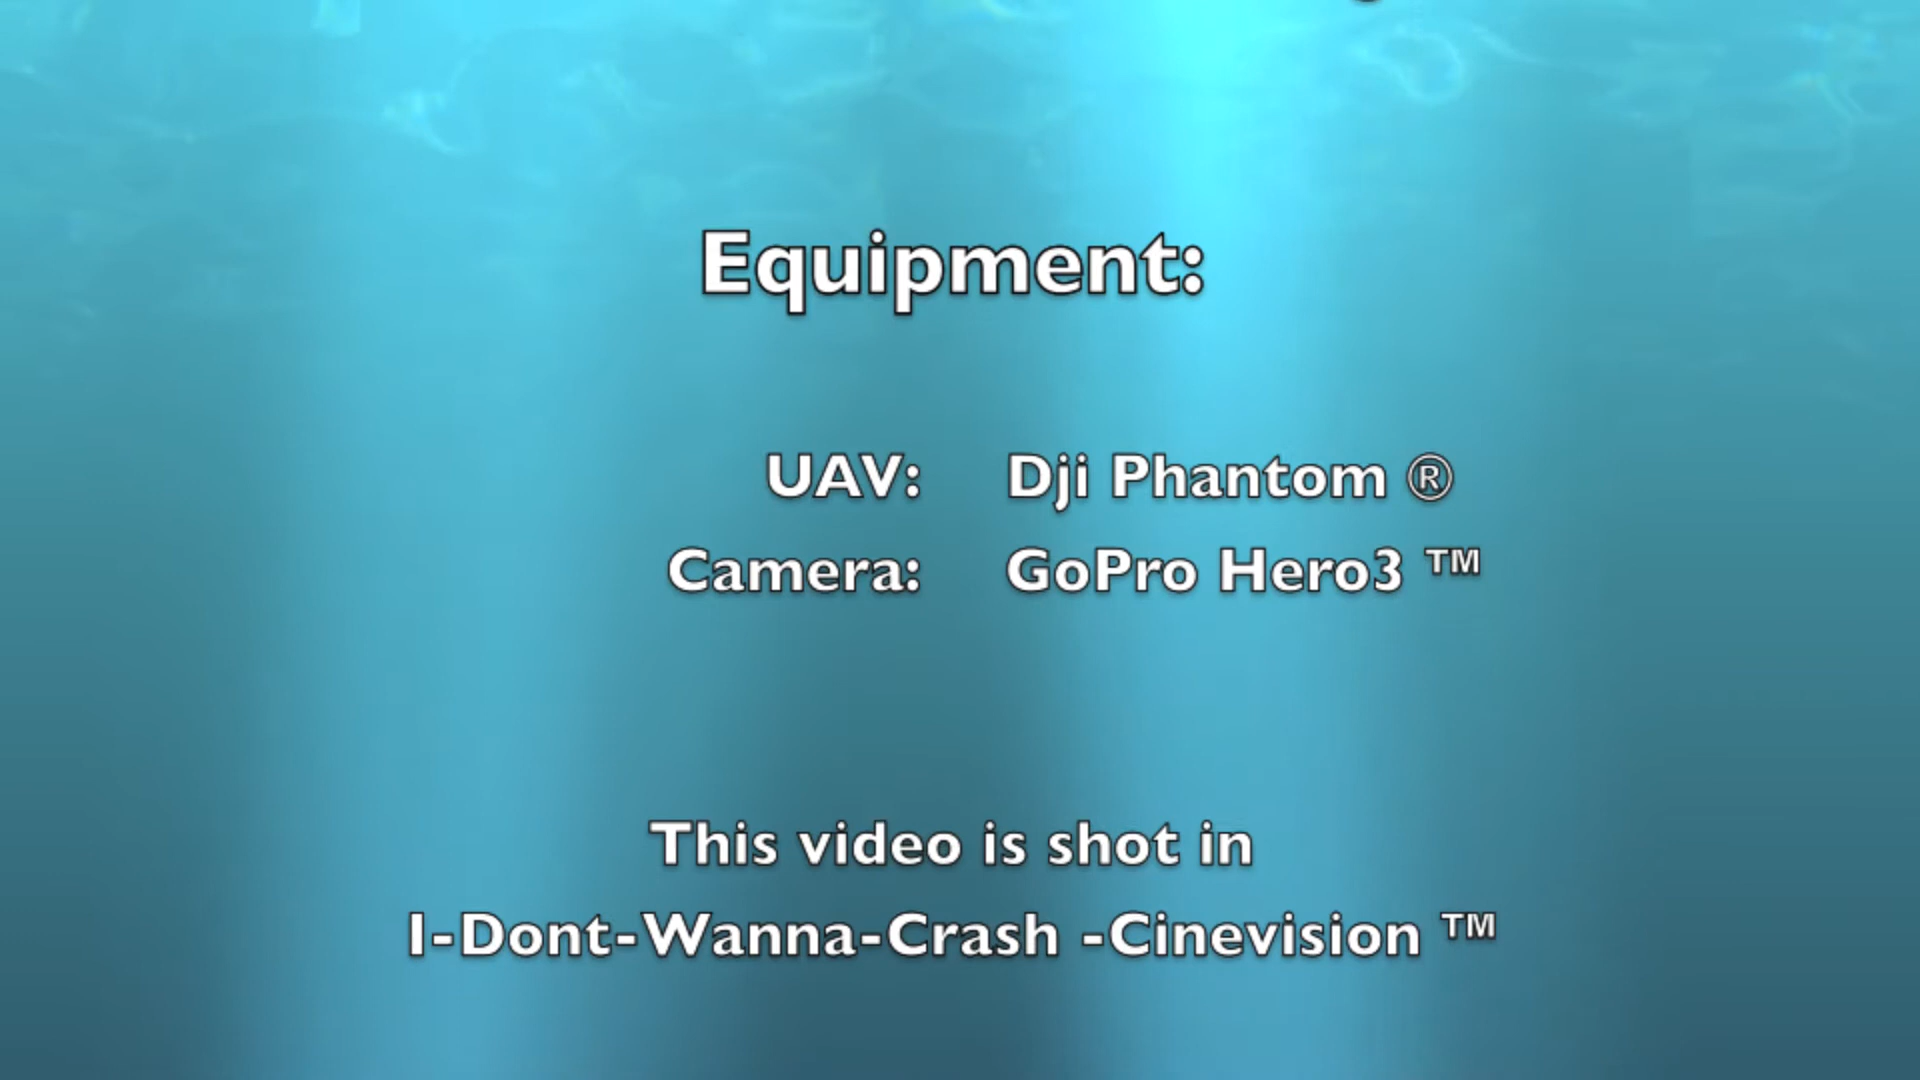 Equipment:
UAV: Dji Phantom ®
Camera: GoPro Hero3 ™
This video is shot in
I-Dont-Wanna-Crash -Cinevision ™